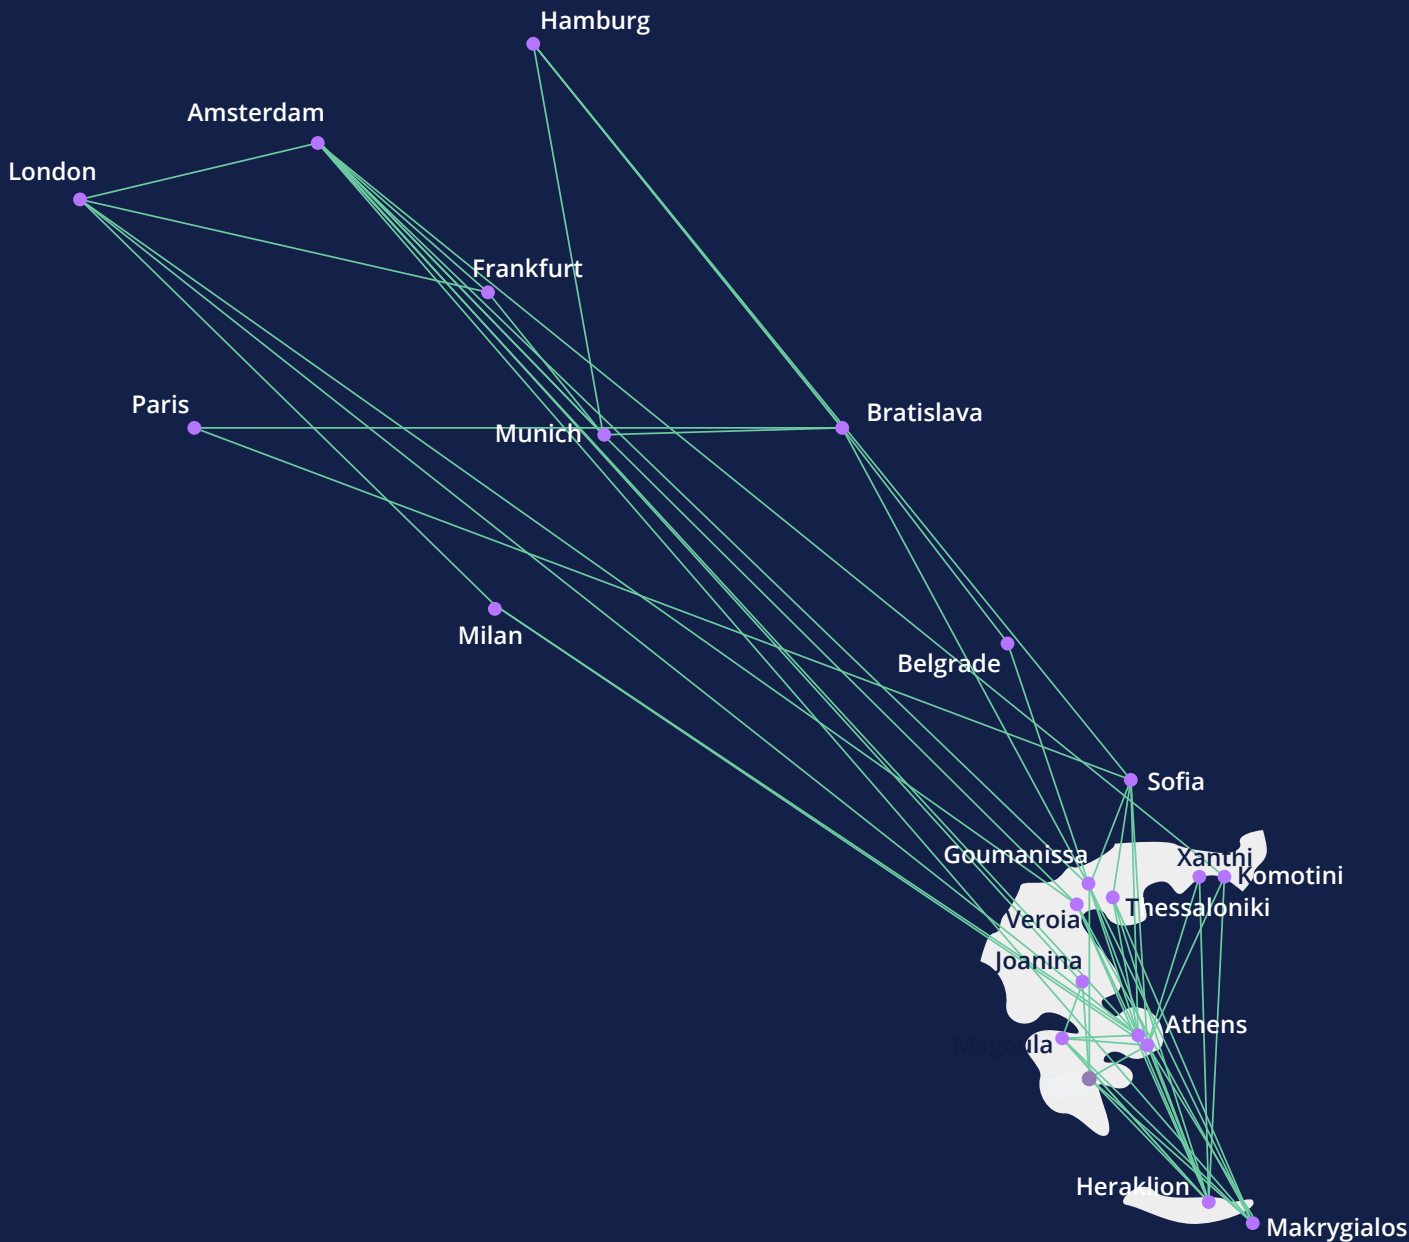 Hamburg
Amsterdam
London
Frankfurt
Paris
Bratislava
Munich
Milan
Belgrade
Sofia
Goumanissa
Xanthi
Komotini
Thessaloniki
Veroia
Joanina
Athens
Magoula
Heraklion
Makrygialos